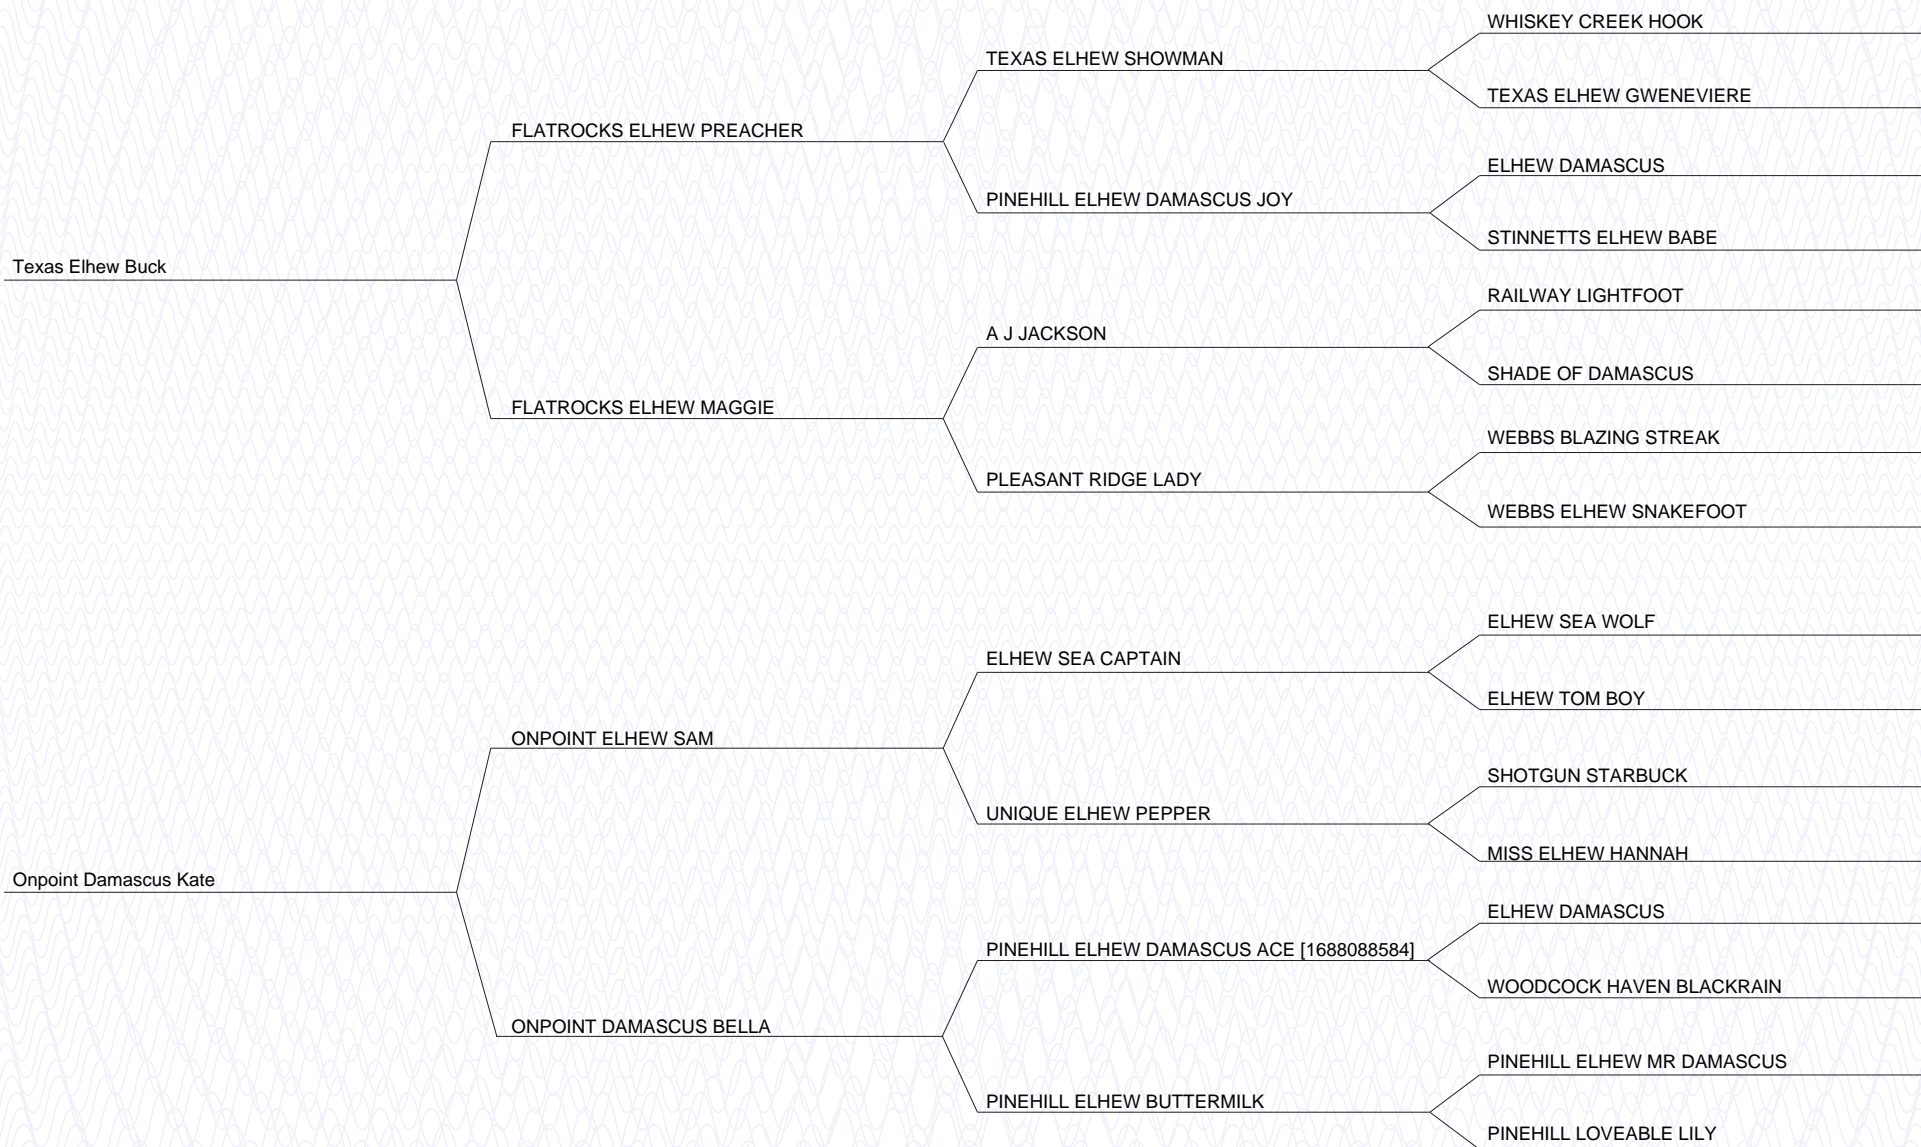 WHISKEY CREEK HOOK
TEXAS ELHEW SHOWMAN
TEXAS ELHEW GWENEVIERE
FLATROCKS ELHEW PREACHER
ELHEW DAMASCUS
PINEHILL ELHEW DAMASCUS JOY
STINNETTS ELHEW BABE
Texas Elhew Buck
RAILWAY LIGHTFOOT
A J JACKSON
SHADE OF DAMASCUS
FLATROCKS ELHEW MAGGIE
WEBBS BLAZING STREAK
PLEASANT RIDGE LADY
WEBBS ELHEW SNAKEFOOT
ELHEW SEA WOLF
ELHEW SEA CAPTAIN
ELHEW TOM BOY
ONPOINT ELHEW SAM
SHOTGUN STARBUCK
UNIQUE ELHEW PEPPER
MISS ELHEW HANNAH
Onpoint Damascus Kate
ELHEW DAMASCUS
PINEHILL ELHEW DAMASCUS ACE [1688088584]
WOODCOCK HAVEN BLACKRAIN
ONPOINT DAMASCUS BELLA
PINEHILL ELHEW MR DAMASCUS
PINEHILL ELHEW BUTTERMILK
PINEHILL LOVEABLE LILY